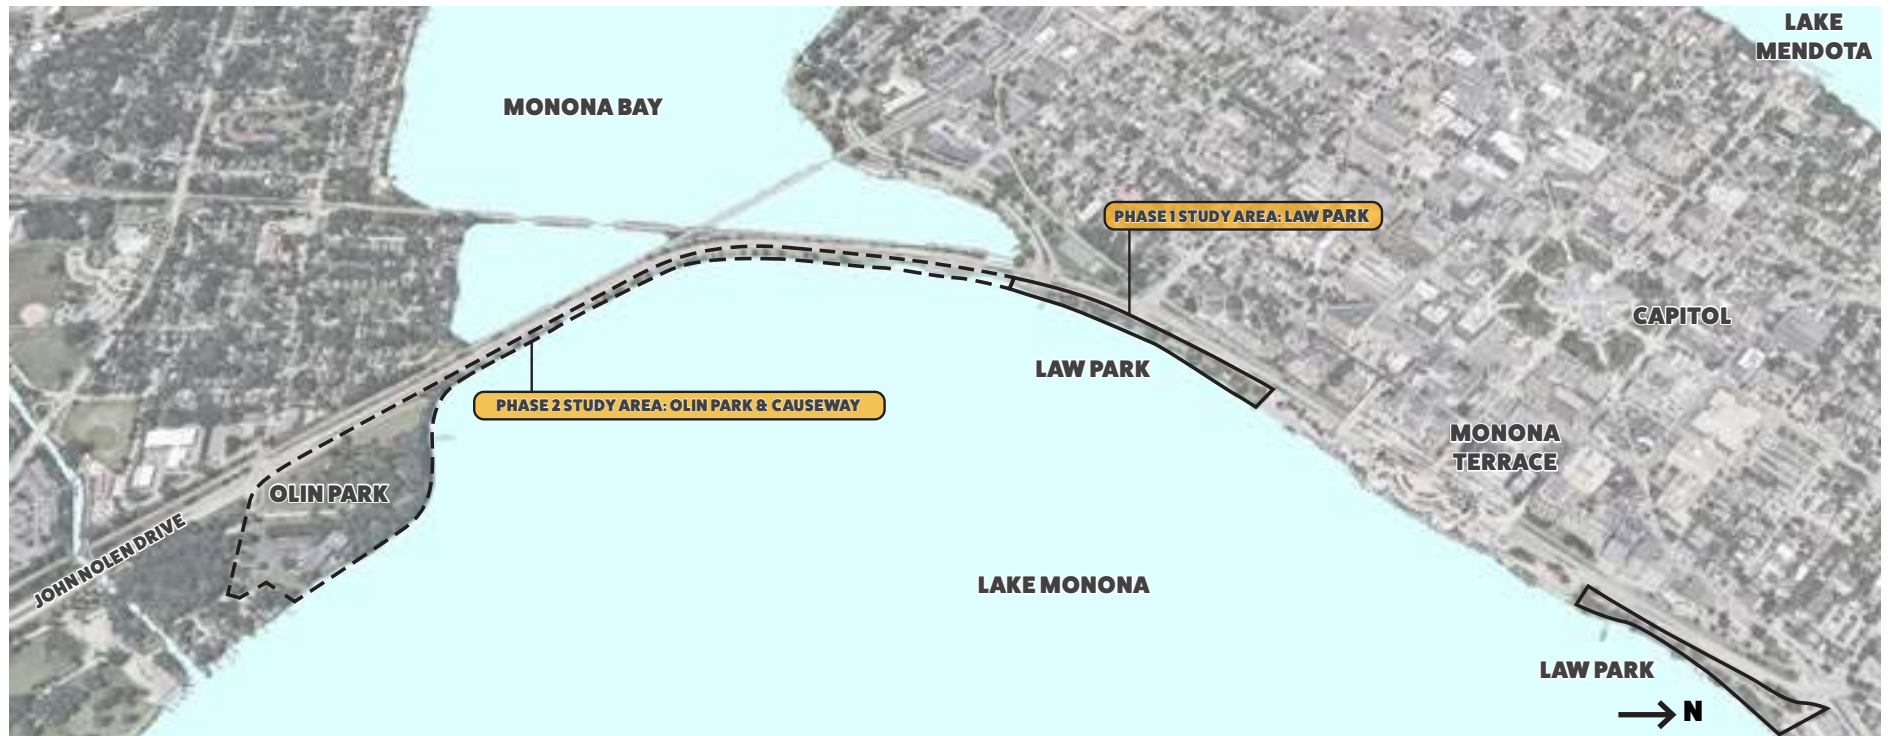 LAKE
MENDOTA
MONONA BAY
PHASE 1 STUDY AREA: LAW PARK
CAPITOL
LAW PARK
PHASE 2 STUDY AREA: OLIN PARK & CAUSEWAY
MONONA
TERRACE
OLIN PARK
JOHN NOLEN DRIVE
LAKE MONONA
LAW PARK
N